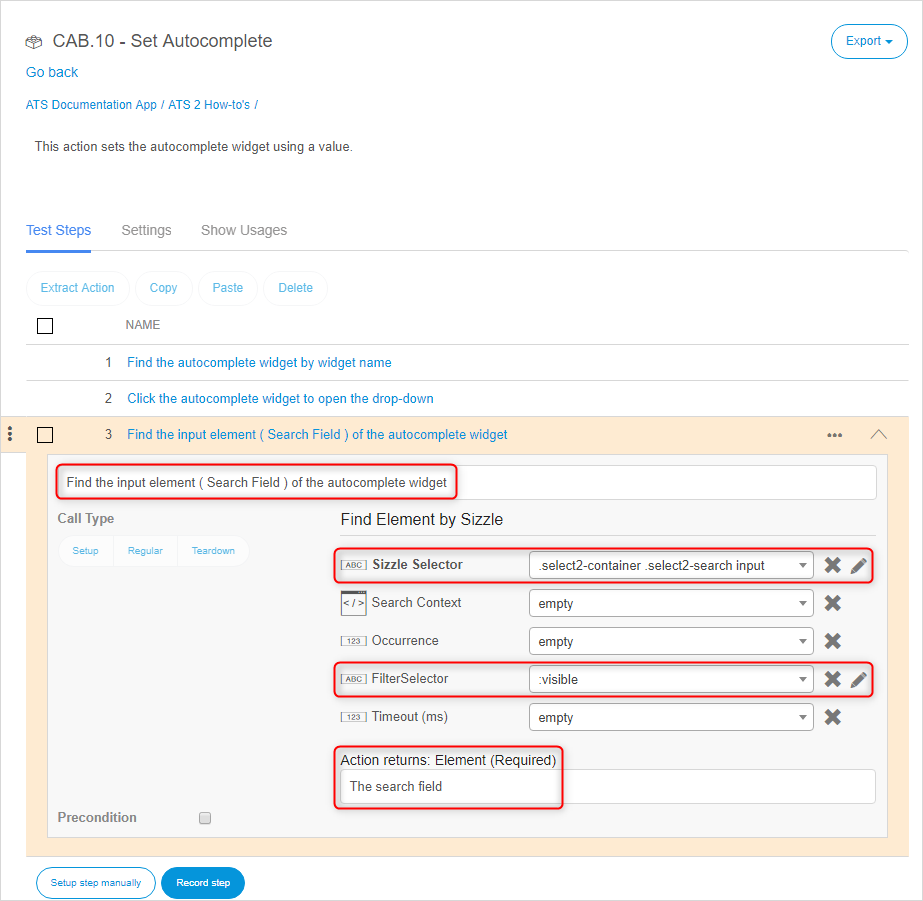 CAB.10 - Set Autocomplete
Export
Go back
ATS Documentation App / ATS 2 How-to's /
This action sets the autocomplete widget using a value.
Test Steps Settings Show Usages
Extract Action Copy Paste Delete
NAME
1 Find the autocomplete widget by widget name
2 Click the autocomplete widget to open the drop-down
3 Find the input element ( Search Field ) of the autocomplete widget
Find the input element ( Search Field ) of the autocomplete widget
Call Type
Find Element by Sizzle
Setup Regular Teardown
ABC Sizzle Selector .select2-container .select2-search input
</> Search Context empty
123 Occurrence empty
ABC FilterSelector :visible
123 Timeout (ms) empty
Action returns: Element (Required)
The search field
Precondition
Setup step manually Record step